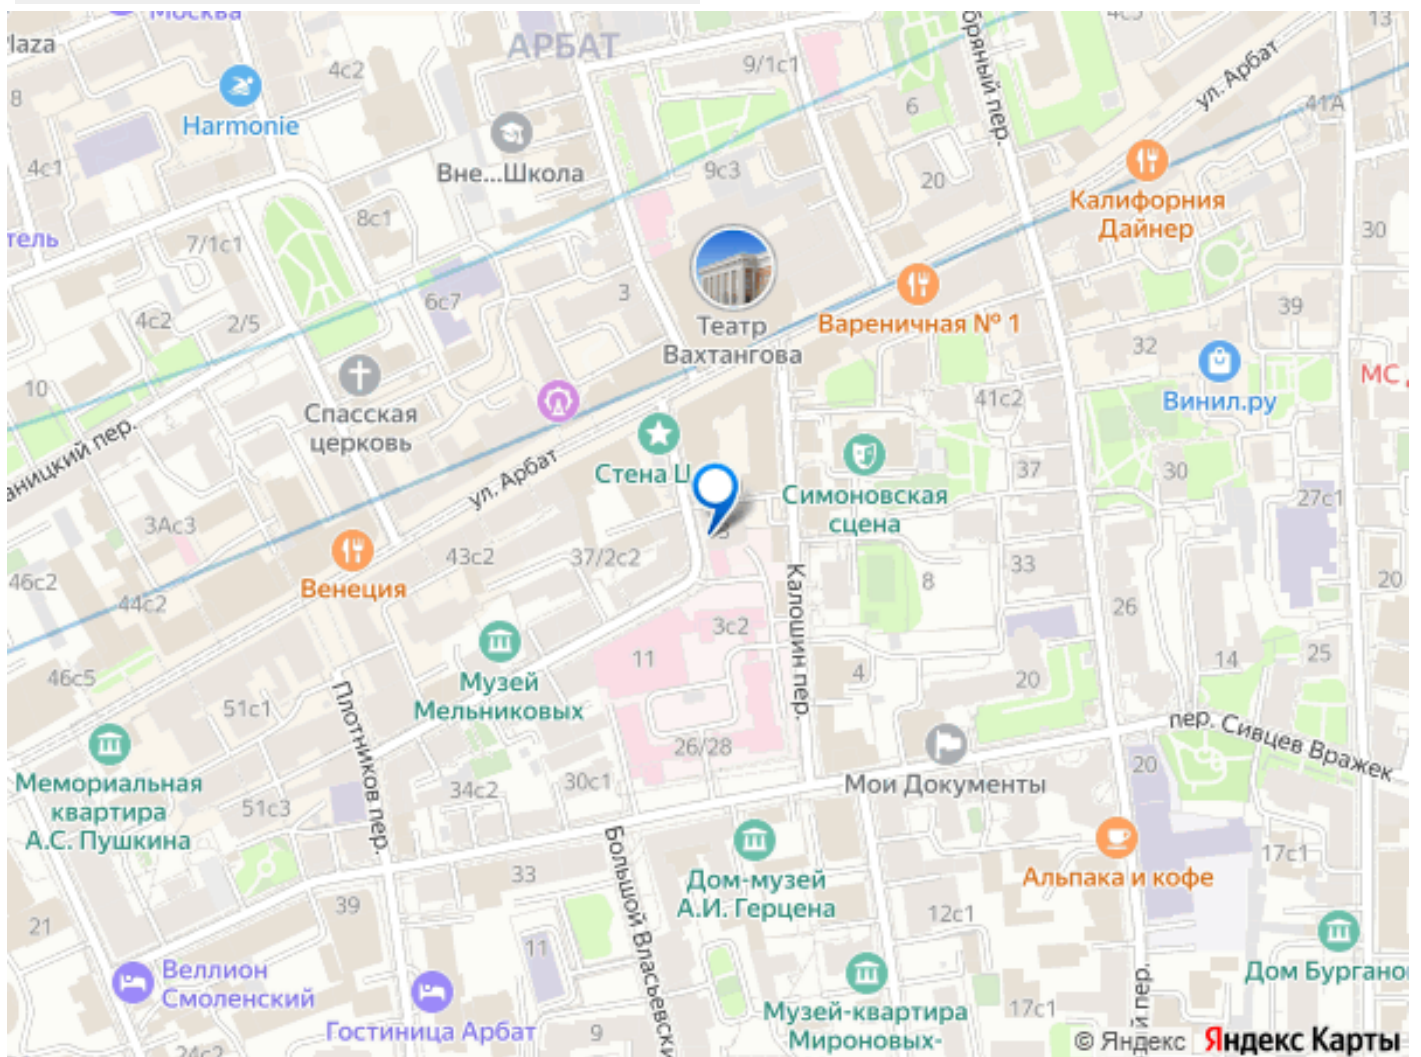 Москва
АРБАТ
4с2
9/1с1
13
8
Harmonie
4с1
Вне...Школа
9с3
6
20
ул. Арбат
41А
Калифорния
Дайнер
30
8с1
7/1с1
6с7
3
Театр
Вахтангова
Вареничная № 1
39
32
Винил.ру
4с2
2/5
10
Спасская
церковь
41с2
37
30
27с1
Стена Ц
Симоновская
сцена
ул. Арбат
3Ас3
46с2
44с2
Венеция
43с2
37/2с2
8
33
26
20
Калошин пер.
3с2
11
4
20
14
25
46с5
51с1
Музей
Мельниковых
Плотников пер.
26/28
Мои Документы
пер. Сивцев Вражек
20
Мемориальная
квартира
А.С. Пушкина
51с3
34с2
30с1
Большой Власьевски
33
39
Дом-музей
А.И. Герцена
Альпака и кофе
17с1
12с1
21
11
Веллион
Смоленский
Гостиница Арбат
9
24с2
Музей-квартира
Мироновых-
17с1
Дом Бургано
© Яндекс Яндекс Карты